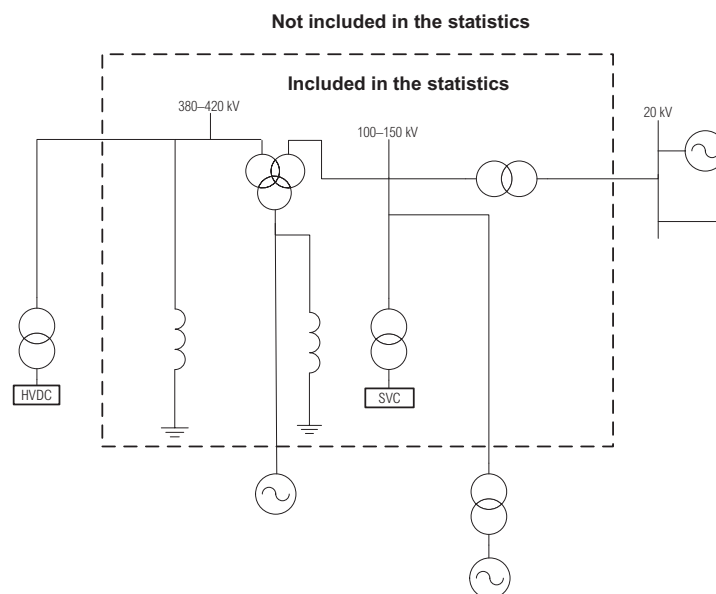 Not included in the statistics
Included in the statistics
380–420 kV
100–150 kV
20 kV
HVDC
SVC